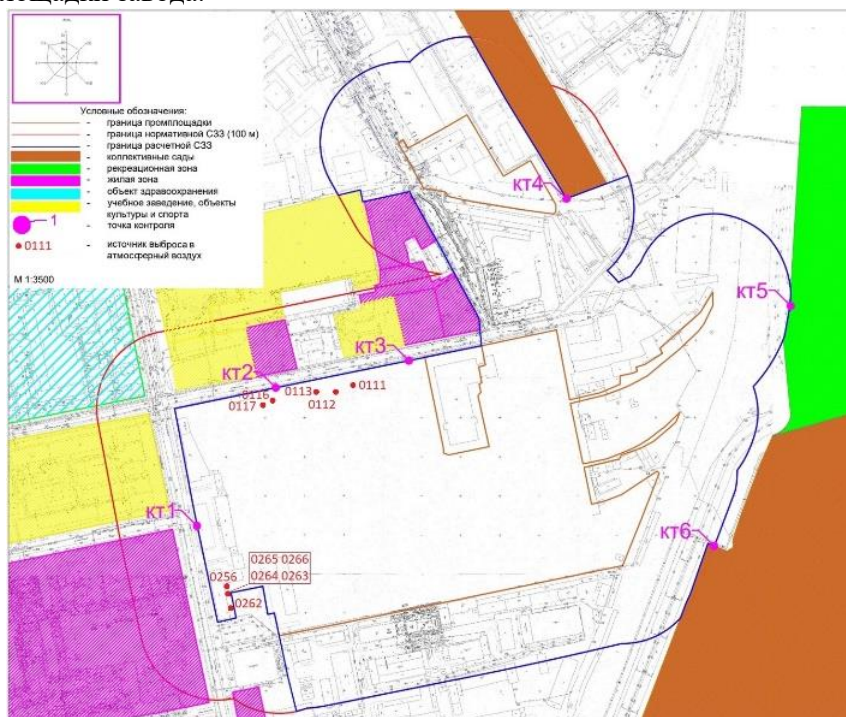 площадки завода.
Условные обозначения:
- граница промплощадки
- граница нормативной СЗЗ (100 м)
- граница расчетной СЗЗ
- коллективные сады
- рекреационная зона
- жилая зона
- объект здравоохранения
- учебное заведение, объекты
культуры и спорта
1 - точка контроля
0111 - источник выброса в
атмосферный воздух
М 1:3500
КТ4
КТ5
КТ3
КТ2
0116
0113
0111
0117
0112
КТ1
КТ6
0265 0266
0256
0264 0263
0262